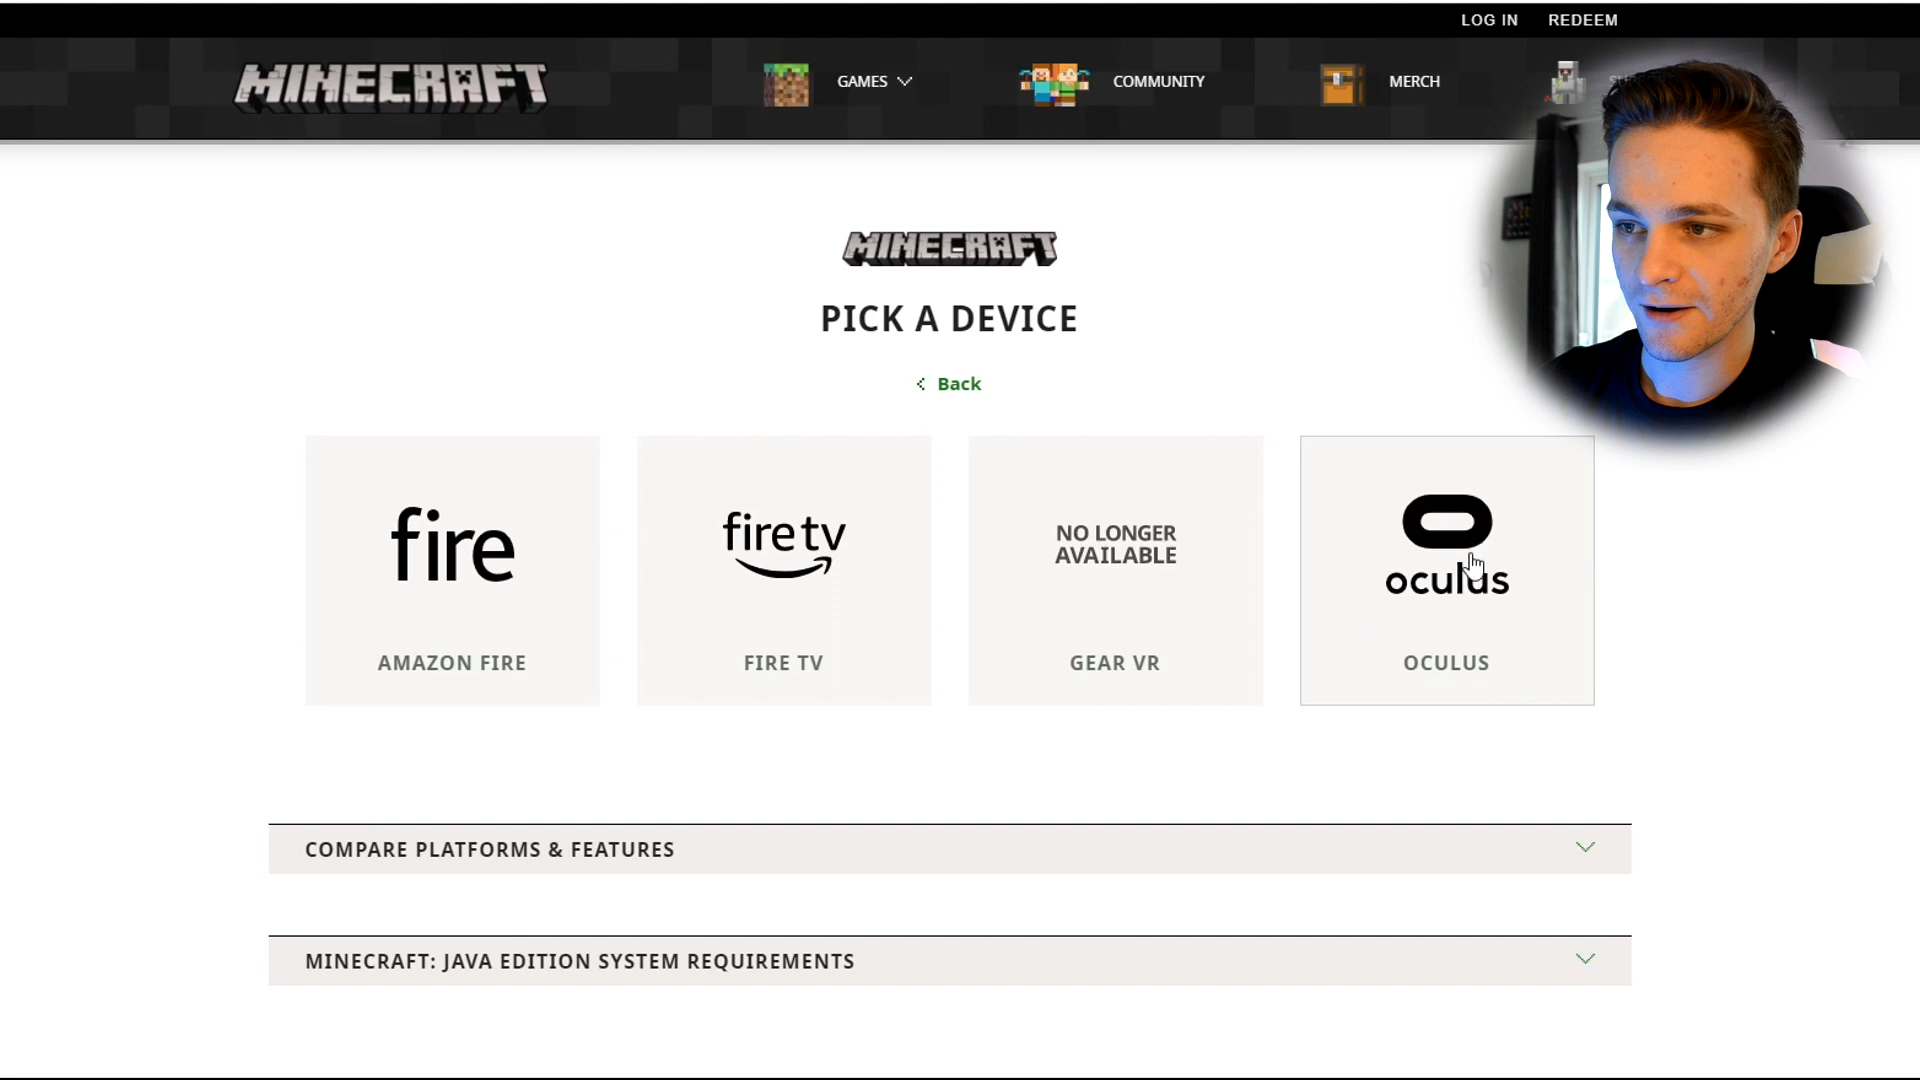 LOG IN REDEEM
MINECRAFT GAMES COMMUNITY MERCH
MINECRAFT
PICK A DEVICE
Back
fire
AMAZON FIRE
fire tv
FIRE TV
NO LONGER
AVAILABLE
GEAR VR
oculus
OCULUS
COMPARE PLATFORMS & FEATURES
MINECRAFT: JAVA EDITION SYSTEM REQUIREMENTS